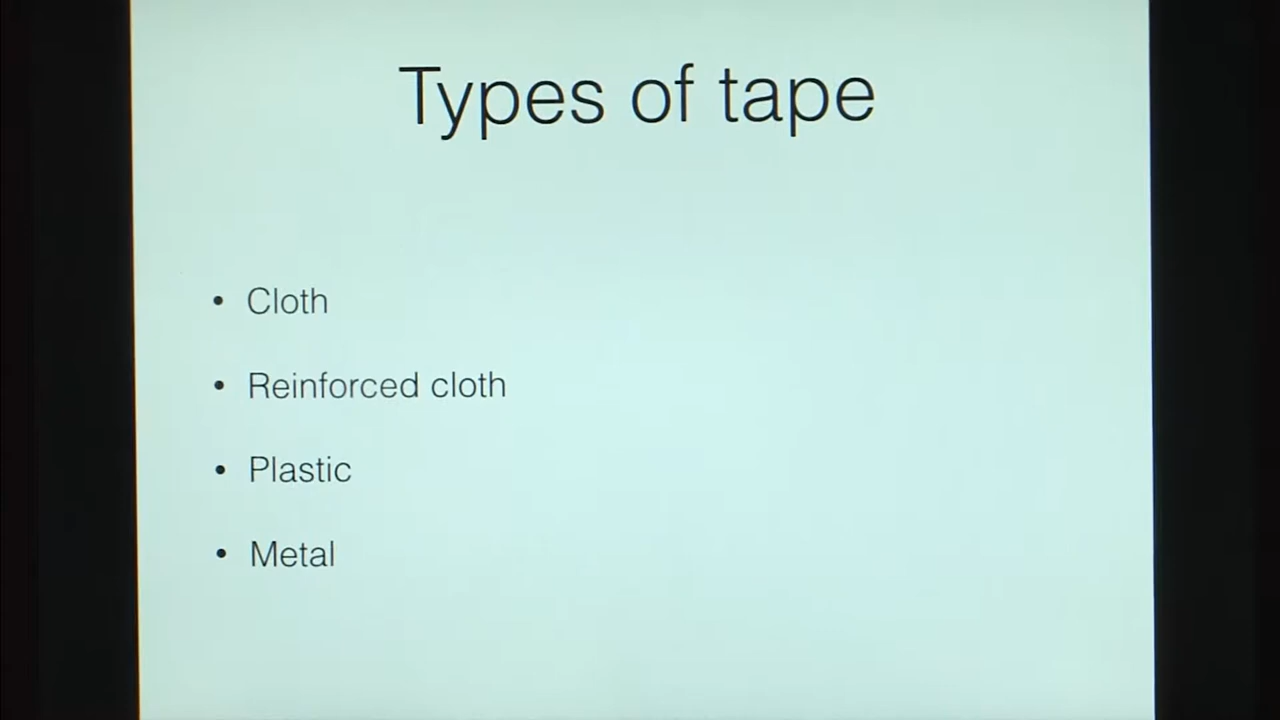 Types of tape
• Cloth
• Reinforced cloth
• Plastic
• Metal